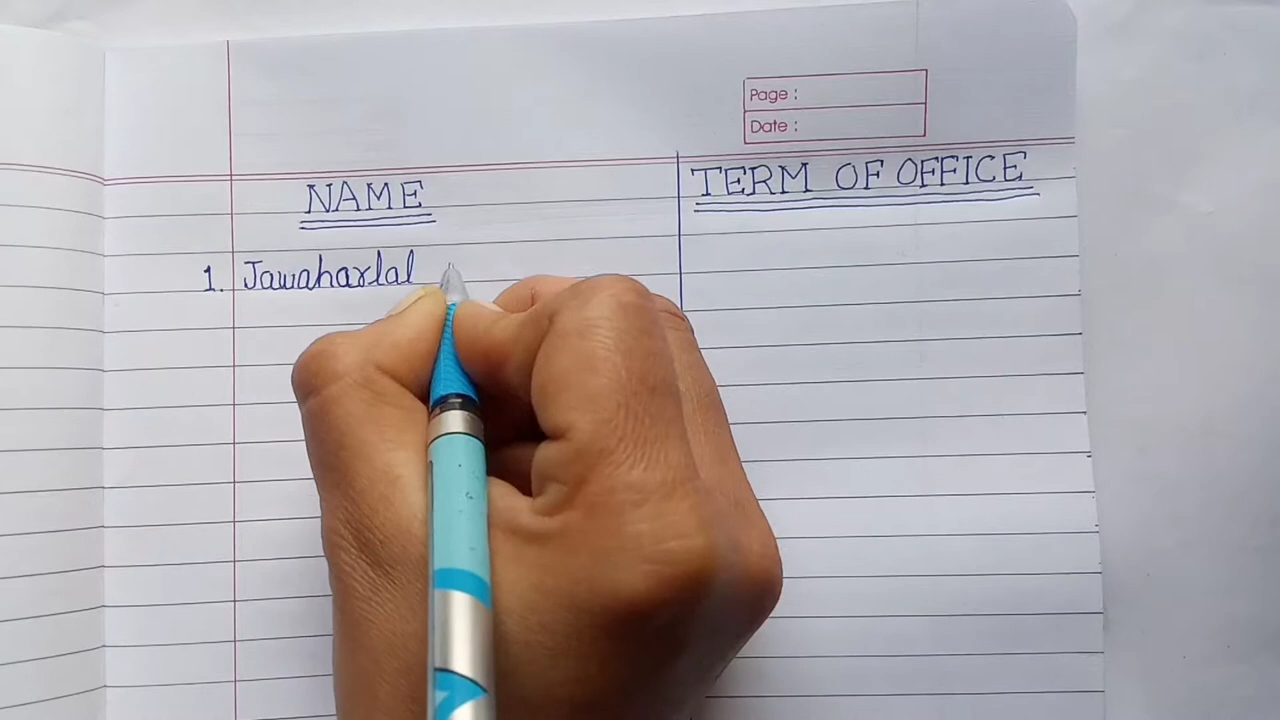 Page :
Date :
NAME
TERM OF OFFICE
1. Jawaharlal